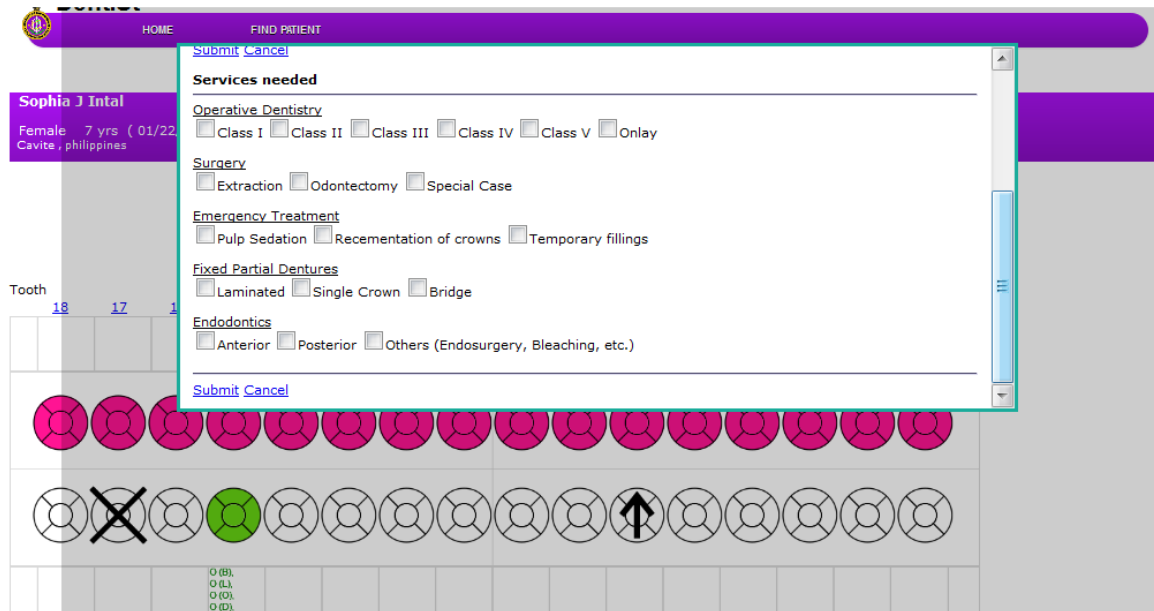 HOME FIND PATIENT
Submit Cancel
Services needed
Sophia J Intal
Female 7 yrs ( 01/22
Cavite , philippines
Operative Dentistry
Class I Class II Class III Class IV Class V Onlay
Surgery
Extraction Odontectomy Special Case
Emergency Treatment
Pulp Sedation Recementation of crowns Temporary fillings
Fixed Partial Dentures
Laminated Single Crown Bridge
Endodontics
Anterior Posterior Others (Endosurgery, Bleaching, etc.)
Submit Cancel
Tooth
18 17 1
O (B),
O (L),
O (O),
O (D),